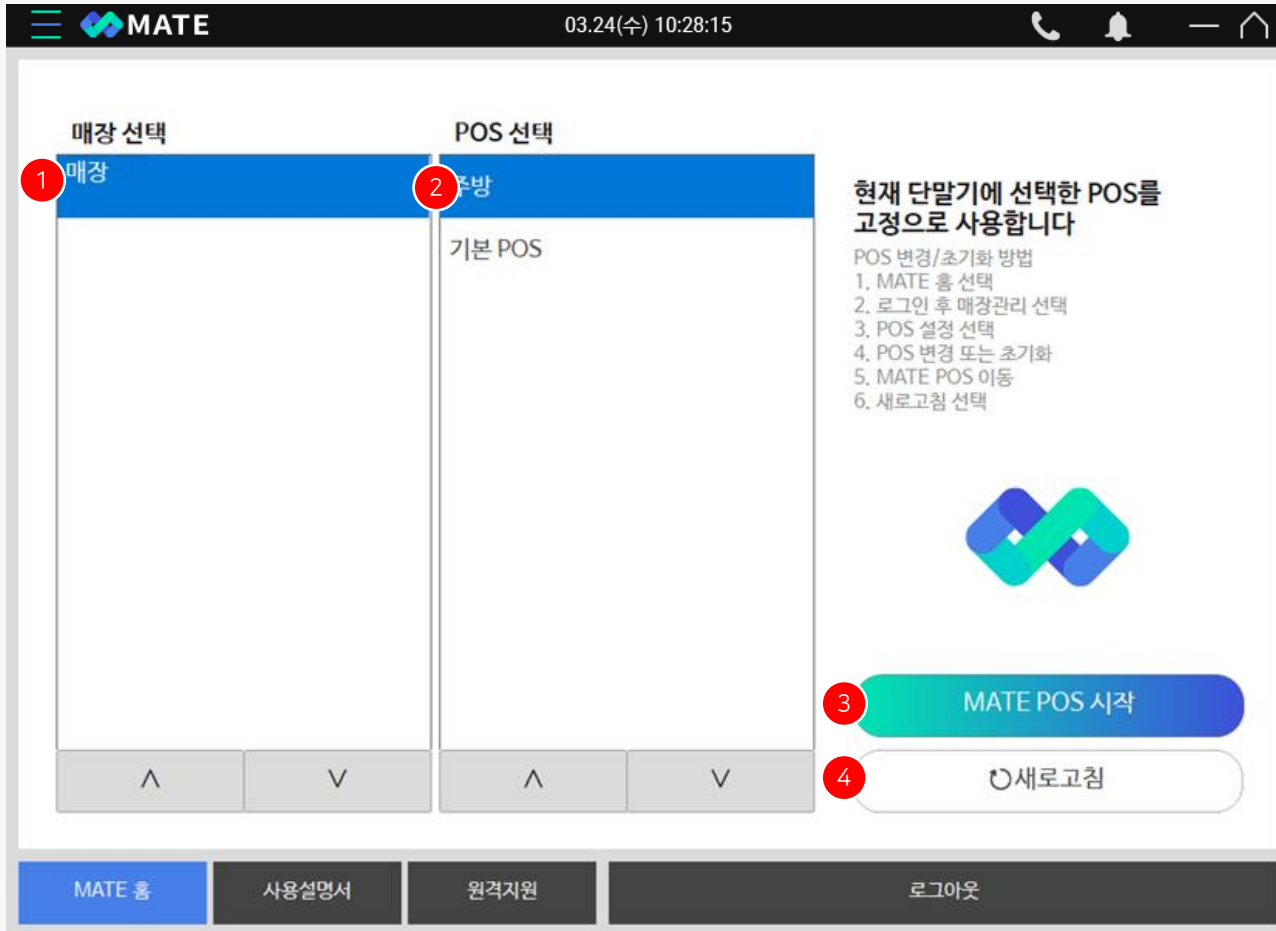 MATE
03.24(수) 10:28:15
매장 선택
POS 선택
1
매장
2
주방
기본 POS
현재 단말기에 선택한 POS를
고정으로 사용합니다
POS 변경/초기화 방법
1. MATE 홈 선택
2. 로그인 후 매장관리 선택
3. POS 설정 선택
4. POS 변경 또는 초기화
5. MATE POS 이동
6. 새로고침 선택
3
MATE POS 시작
4
새로고침
MATE 홈
사용설명서
원격지원
로그아웃